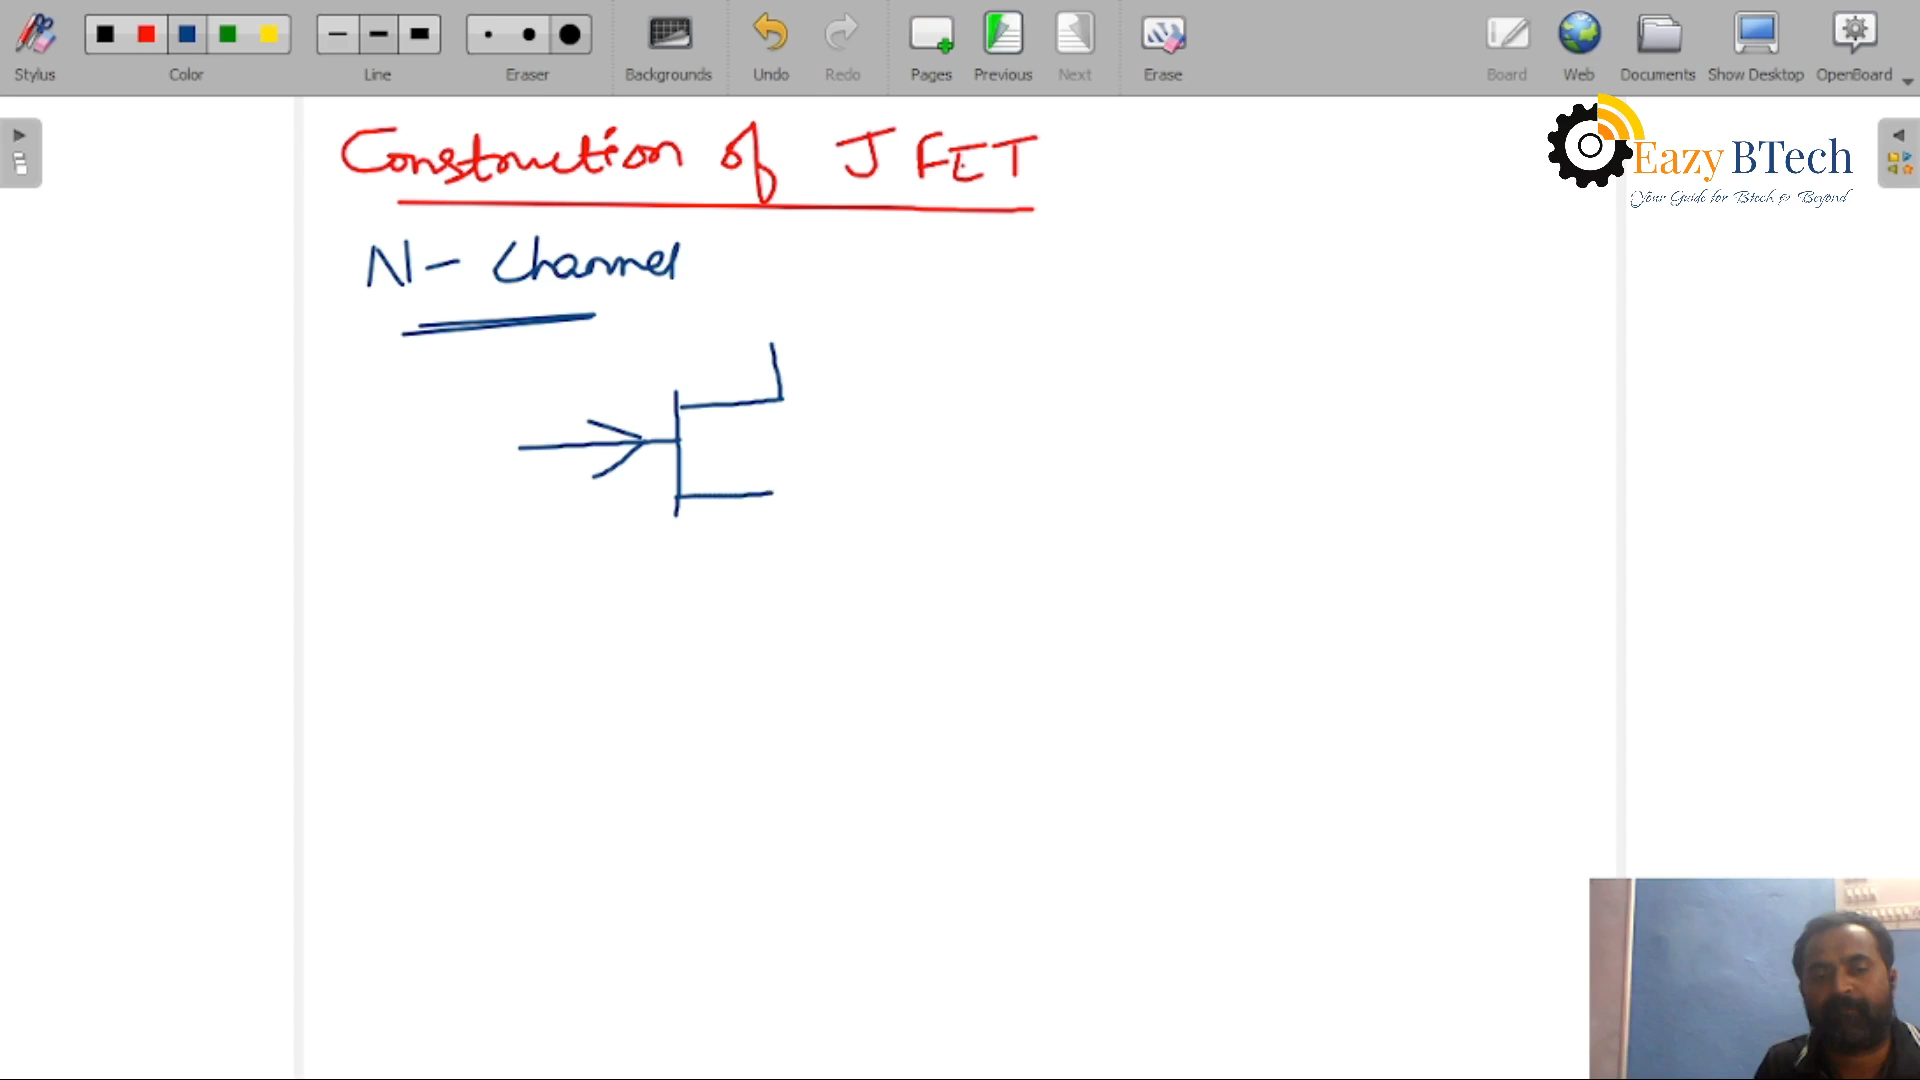 Stylus Color Line Eraser Backgrounds Undo Redo Pages Previous Next Erase Board Web Documents Show Desktop OpenBoard
Eazy BTech
Your Guide for Btech & Beyond
Construction of JFET
N- Channel